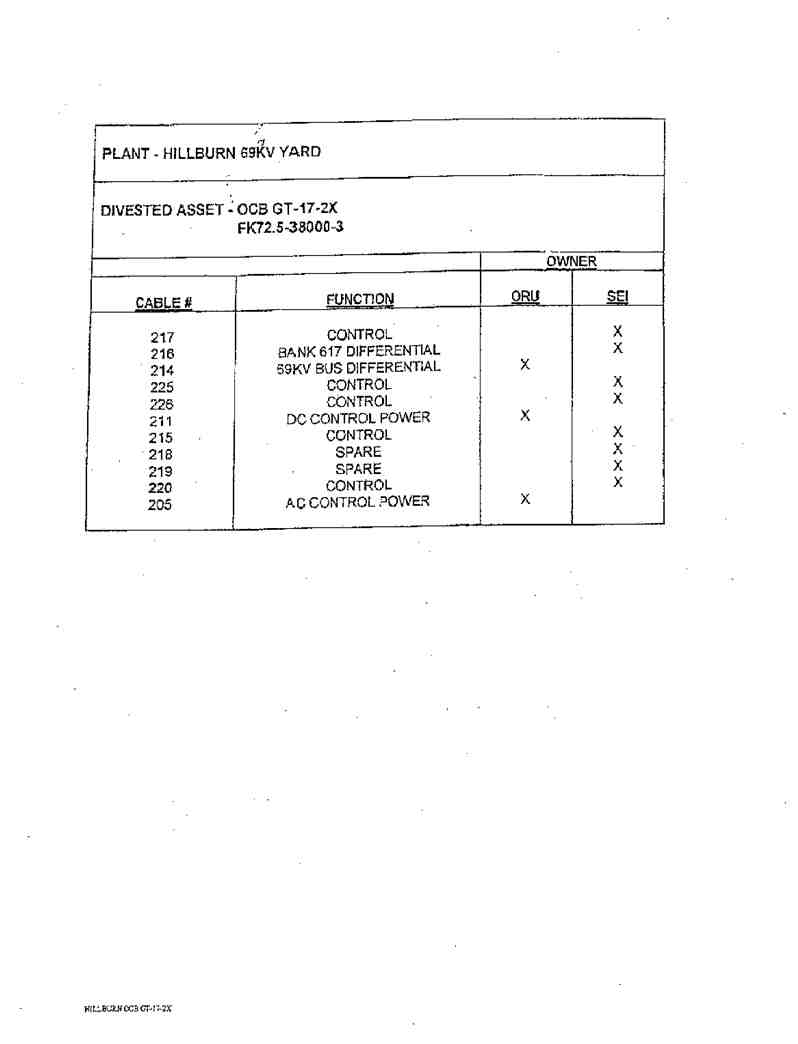 PLANT - HILLBURN 69KV YARD
DIVESTED ASSET - OCB GT-17-2X
FK72.5-38000-3
OWNER
CABLE # FUNCTION ORU SEI
217 CONTROL X
216 BANK 617 DIFFERENTIAL X
214 69KV BUS DIFFERENTIAL X
225 CONTROL X
226 CONTROL X
211 DC CONTROL POWER X
215 CONTROL X
218 SPARE X
219 SPARE X
220 CONTROL X
205 AC CONTROL POWER X
HILLBURN OCB GT-17-2X